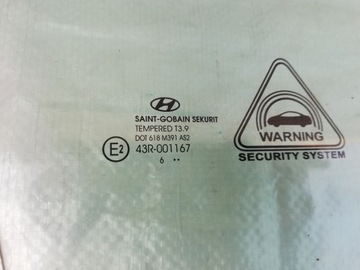 SAINT-GOBAIN SEKURIT
TEMPERED T3.9
DOT 618 M391 AS2
E2 43R-001167
6 ••
WARNING
SECURITY SYSTEM